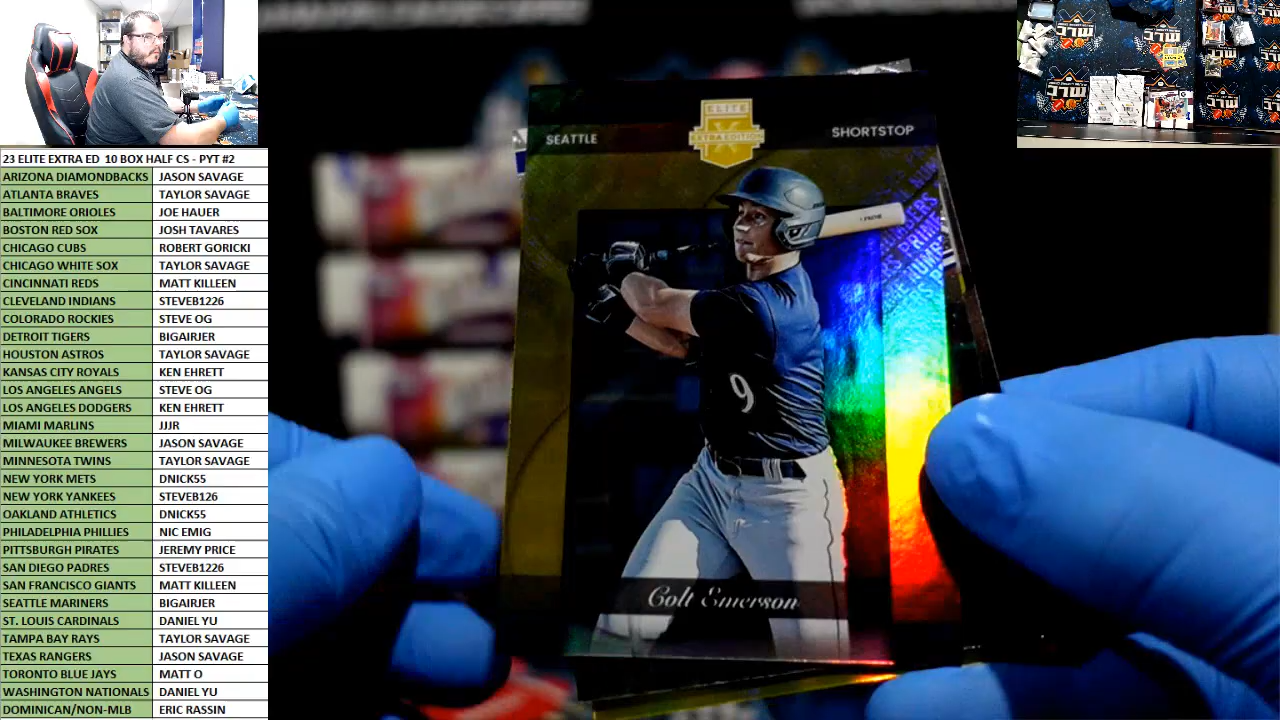 23 ELITE EXTRA ED 10 BOX HALF CS - PYT #2
ARIZONA DIAMONDBACKS JASON SAVAGE
ATLANTA BRAVES TAYLOR SAVAGE
BALTIMORE ORIOLES JOE HAUER
BOSTON RED SOX JOSH TAVARES
CHICAGO CUBS ROBERT GORICKI
CHICAGO WHITE SOX TAYLOR SAVAGE
CINCINNATI REDS MATT KILLEEN
CLEVELAND INDIANS STEVEB1226
COLORADO ROCKIES STEVE OG
DETROIT TIGERS BIGAIRJER
HOUSTON ASTROS TAYLOR SAVAGE
KANSAS CITY ROYALS KEN EHRETT
LOS ANGELES ANGELS STEVE OG
LOS ANGELES DODGERS KEN EHRETT
MIAMI MARLINS JJJR
MILWAUKEE BREWERS JASON SAVAGE
MINNESOTA TWINS TAYLOR SAVAGE
NEW YORK METS DNICK55
NEW YORK YANKEES STEVEB126
OAKLAND ATHLETICS DNICK55
PHILADELPHIA PHILLIES NIC EMIG
PITTSBURGH PIRATES JEREMY PRICE
SAN DIEGO PADRES STEVEB1226
SAN FRANCISCO GIANTS MATT KILLEEN
SEATTLE MARINERS BIGAIRJER
ST. LOUIS CARDINALS DANIEL YU
TAMPA BAY RAYS TAYLOR SAVAGE
TEXAS RANGERS JASON SAVAGE
TORONTO BLUE JAYS MATT O
WASHINGTON NATIONALS DANIEL YU
DOMINICAN/NON-MLB ERIC RASSIN
SEATTLE
ELITE
EXTRA EDITION
SHORTSTOP
9
Colt Emerson